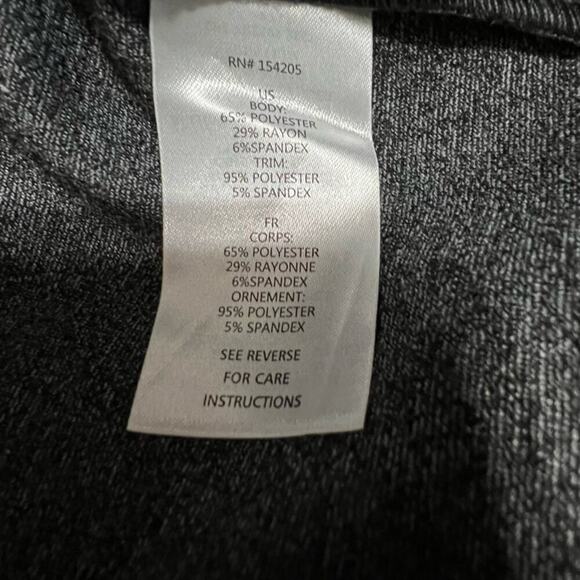 RN# 154205
US
BODY:
65% POLYESTER
29% RAYON
6%SPANDEX
TRIM:
95% POLYESTER
5% SPANDEX
FR
CORPS:
65% POLYESTER
29% RAYONNE
6%SPANDEX
ORNEMENT:
95% POLYESTER
5% SPANDEX
SEE REVERSE
FOR CARE
INSTRUCTIONS